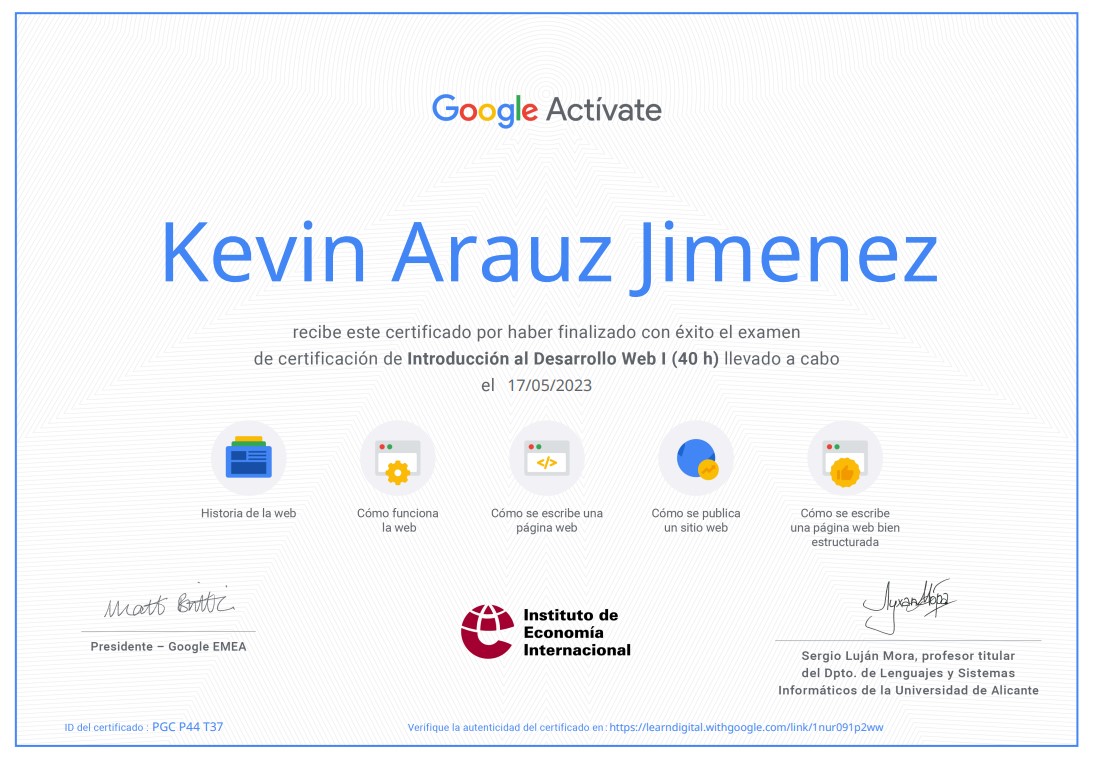 Google Actívate
Kevin Arauz Jimenez
recibe este certificado por haber finalizado con éxito el examen
de certificación de Introducción al Desarrollo Web I (40 h) llevado a cabo
el 17/05/2023
</>
Historia de la web
Cómo funciona
la web
Cómo se escribe una
página web
Cómo se publica
un sitio web
Cómo se escribe
una página web bien
estructurada
Matt Brittin
Presidente – Google EMEA
Instituto de
Economía
Internacional
Sergio Luján Mora, profesor titular
del Dpto. de Lenguajes y Sistemas
Informáticos de la Universidad de Alicante
ID del certificado : PGC P44 T37
Verifique la autenticidad del certificado en : https://learndigital.withgoogle.com/link/1nur091p2ww